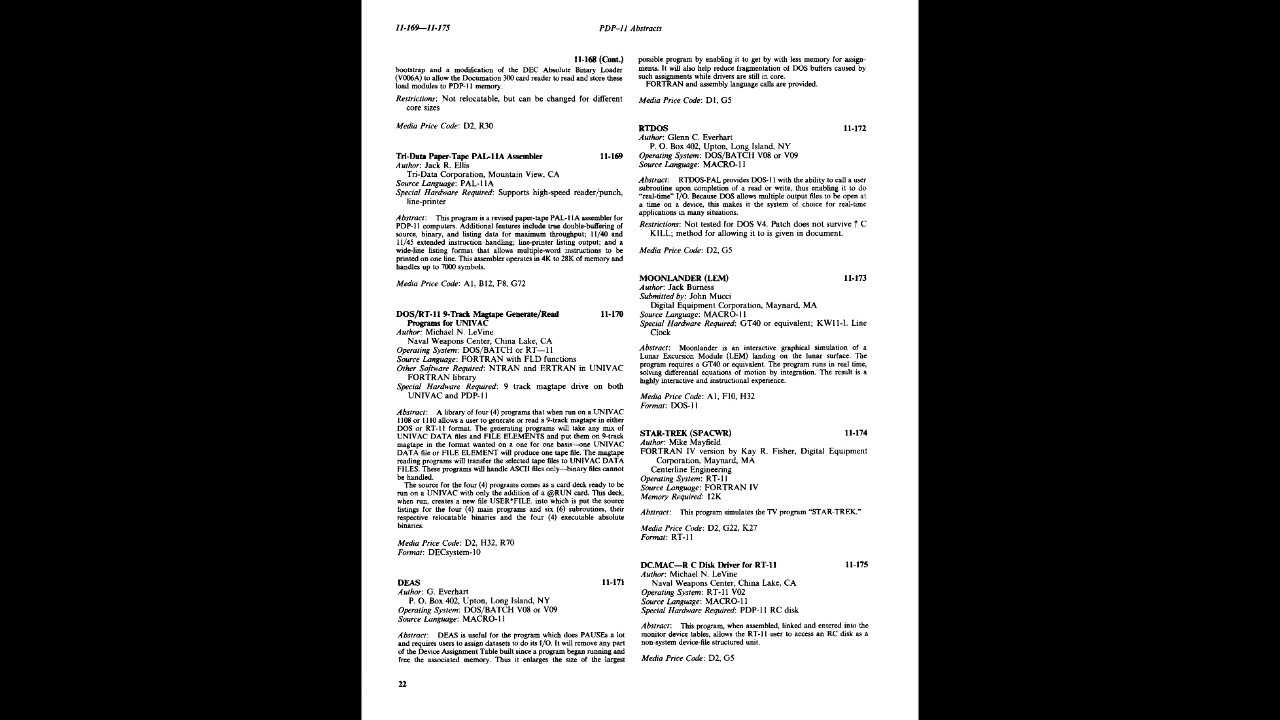 11-169—11-175
PDP-11 Abstracts
11-168 (Cont.)
bootstrap and a modification of the DEC Absolute Binary Loader
(V006A) to allow the Documation 300 card reader to read and store these
load modules to PDP-11 memory.
Restrictions: Not relocatable, but can be changed for different
core sizes
Media Price Code: D2, R30
Tri-Data Paper-Tape PAL-11A Assembler 11-169
Author: Jack R. Ellis
Tri-Data Corporation, Mountain View, CA
Source Language: PAL-11A
Special Hardware Required: Supports high-speed reader/punch,
line-printer
Abstract: This program is a revised paper-tape PAL-11A assembler for
PDP-11 computers. Additional features include true double-buffering of
source, binary, and listing data for maximum throughput; 11/40 and
11/45 extended instruction handling; line-printer listing output; and a
wide-line listing format that allows multiple-word instructions to be
printed on one line. This assembler operates in 4K to 28K of memory and
handles up to 7000 symbols.
Media Price Code: A1, B12, F8, G72
DOS/RT-11 9-Track Magtape Generate/Read 11-170
Programs for UNIVAC
Author: Michael N. LeVine
Naval Weapons Center, China Lake, CA
Operating System: DOS/BATCH or RT—11
Source Language: FORTRAN with FLD functions
Other Software Required: NTRAN and ERTRAN in UNIVAC
FORTRAN library
Special Hardware Required: 9 track magtape drive on both
UNIVAC and PDP-11
Abstract: A library of four (4) programs that when run on a UNIVAC
1108 or 1110 allows a user to generate or read a 9-track magtape in either
DOS or RT-11 format. The generating programs will take any mix of
UNIVAC DATA files and FILE ELEMENTS and put them on 9-track
magtape in the format wanted on a one for one basis—one UNIVAC
DATA file or FILE ELEMENT will produce one tape file. The magtape
reading programs will transfer the selected tape files to UNIVAC DATA
FILES. These programs will handle ASCII files only—binary files cannot
be handled.
The source for the four (4) programs comes as a card deck ready to be
run on a UNIVAC with only the addition of a @RUN card. This deck,
when run, creates a new file USER*FILE. into which is put the source
listings for the four (4) main programs and six (6) subroutines, their
respective relocatable binaries and the four (4) executable absolute
binaries.
Media Price Code: D2, H32, R70
Format: DECsystem-10
DEAS 11-171
Author: G. Everhart
P. O. Box 402, Upton, Long Island, NY
Operating System: DOS/BATCH V08 or V09
Source Language: MACRO-11
Abstract: DEAS is useful for the program which does PAUSEs a lot
and requires users to assign datasets to do its I/O. It will remove any part
of the Device Assignment Table built since a program began running and
free the associated memory. Thus it enlarges the size of the largest
22
possible program by enabling it to get by with less memory for assign-
ments. It will also help reduce fragmentation of DOS buffers caused by
such assignments while drivers are still in core.
FORTRAN and assembly language calls are provided.
Media Price Code: D1, G5
RTDOS 11-172
Author: Glenn C. Everhart
P. O. Box 402, Upton, Long Island, NY
Operating System: DOS/BATCH V08 or V09
Source Language: MACRO-11
Abstract: RTDOS-PAL provides DOS-11 with the ability to call a user
subroutine upon completion of a read or write, thus enabling it to do
"real-time" I/O. Because DOS allows multiple output files to be open at
a time on a device, this makes it the system of choice for real-time
applications in many situations.
Restrictions: Not tested for DOS V4. Patch does not survive ↑ C
KILL; method for allowing it to is given in document.
Media Price Code: D2, G5
MOONLANDER (LEM) 11-173
Author: Jack Burness
Submitted by: John Mucci
Digital Equipment Corporation, Maynard, MA
Source Language: MACRO-11
Special Hardware Required: GT40 or equivalent; KW11-L Line
Clock
Abstract: Moonlander is an interactive graphical simulation of a
Lunar Excursion Module (LEM) landing on the lunar surface. The
program requires a GT40 or equivalent. The program runs in real time,
solving differential equations of motion by integration. The result is a
highly interactive and instructional experience.
Media Price Code: A1, F10, H32
Format: DOS-11
STAR-TREK (SPACWR) 11-174
Author: Mike Mayfield
FORTRAN IV version by Kay R. Fisher, Digital Equipment
Corporation, Maynard, MA
Centerline Engineering
Operating System: RT-11
Source Language: FORTRAN IV
Memory Required: 12K
Abstract: This program simulates the TV program "STAR-TREK."
Media Price Code: D2, G22, K27
Format: RT-11
DC.MAC—R C Disk Driver for RT-11 11-175
Author: Michael N. LeVine
Naval Weapons Center, China Lake, CA
Operating System: RT-11 V02
Source Language: MACRO-11
Special Hardware Required: PDP-11 RC disk
Abstract: This program, when assembled, linked and entered into the
monitor device tables, allows the RT-11 user to access an RC disk as a
non-system device-file structured unit.
Media Price Code: D2, G5